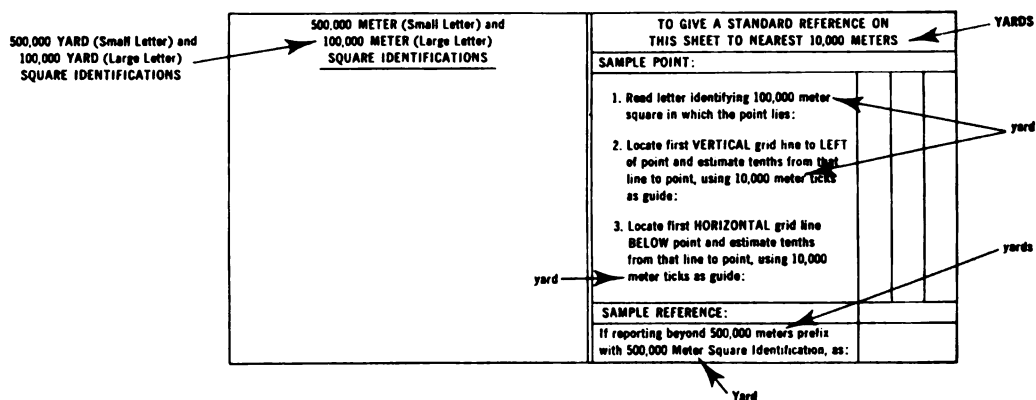 500,000 YARD (Small Letter) and
100,000 YARD (Large Letter)
SQUARE IDENTIFICATIONS
500,000 METER (Small Letter) and
100,000 METER (Large Letter)
SQUARE IDENTIFICATIONS
TO GIVE A STANDARD REFERENCE ON
THIS SHEET TO NEAREST 10,000 METERS
YARDS
SAMPLE POINT:
1. Read letter identifying 100,000 meter
square in which the point lies:
yard
2. Locate first VERTICAL grid line to LEFT
of point and estimate tenths from that
line to point, using 10,000 meter ticks
as guide:
3. Locate first HORIZONTAL grid line
BELOW point and estimate tenths
from that line to point, using 10,000
meter ticks as guide:
yards
yard
SAMPLE REFERENCE:
If reporting beyond 500,000 meters prefix
with 500,000 Meter Square Identification, as:
Yard